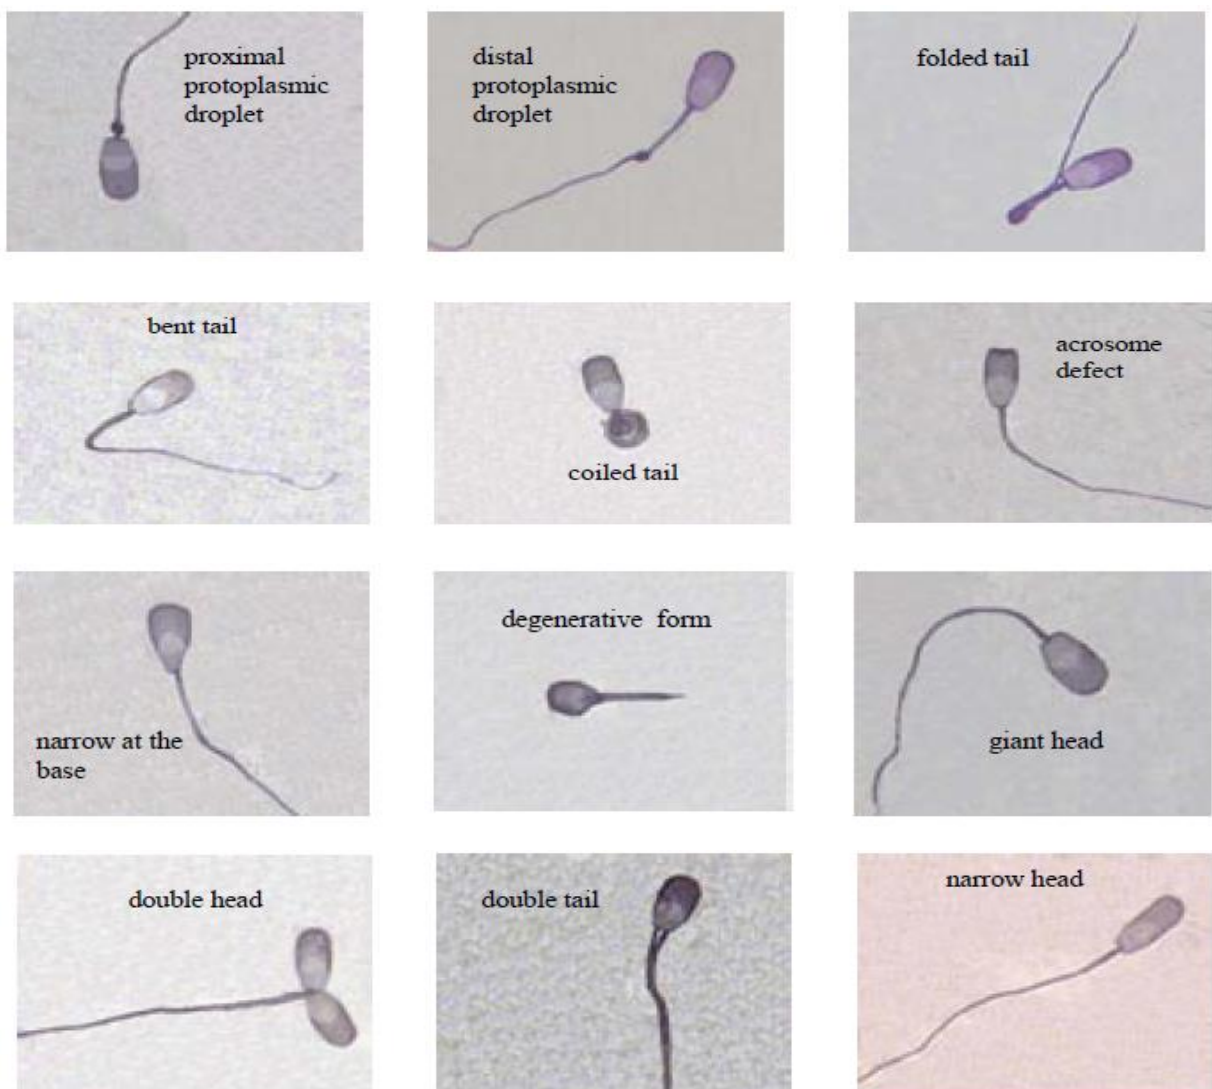 proximal
protoplasmic
droplet
distal
protoplasmic
droplet
folded tail
bent tail
coiled tail
acrosome
defect
narrow at the
base
degenerative form
giant head
double head
double tail
narrow head